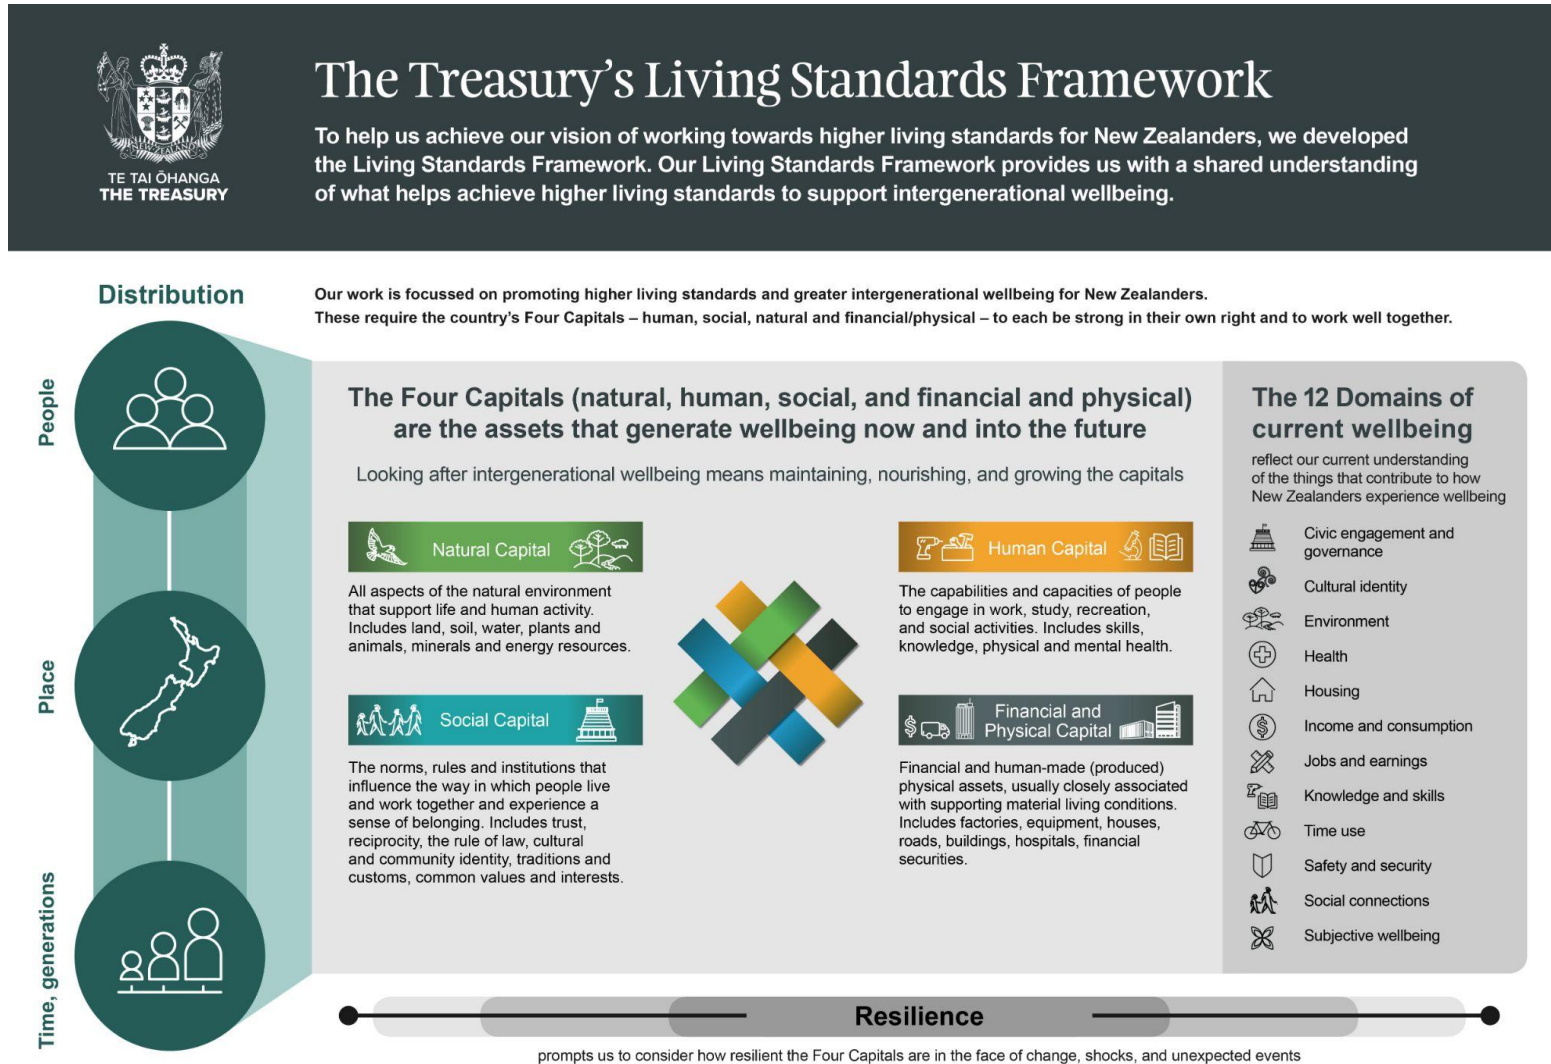 The Treasury's Living Standards Framework
To help us achieve our vision of working towards higher living standards for New Zealanders, we developed
the Living Standards Framework. Our Living Standards Framework provides us with a shared understanding
of what helps achieve higher living standards to support intergenerational wellbeing.
NEW ZEALAND
TE TAI ŌHANGA
THE TREASURY
Distribution
People
Place
Time, generations
Our work is focussed on promoting higher living standards and greater intergenerational wellbeing for New Zealanders.
These require the country's Four Capitals – human, social, natural and financial/physical – to each be strong in their own right and to work well together.
The Four Capitals (natural, human, social, and financial and physical)
are the assets that generate wellbeing now and into the future
Looking after intergenerational wellbeing means maintaining, nourishing, and growing the capitals
Natural Capital
All aspects of the natural environment
that support life and human activity.
Includes land, soil, water, plants and
animals, minerals and energy resources.
Human Capital
The capabilities and capacities of people
to engage in work, study, recreation,
and social activities. Includes skills,
knowledge, physical and mental health.
Social Capital
The norms, rules and institutions that
influence the way in which people live
and work together and experience a
sense of belonging. Includes trust,
reciprocity, the rule of law, cultural
and community identity, traditions and
customs, common values and interests.
$
Financial and
Physical Capital
Financial and human-made (produced)
physical assets, usually closely associated
with supporting material living conditions.
Includes factories, equipment, houses,
roads, buildings, hospitals, financial
securities.
The 12 Domains of
current wellbeing
reflect our current understanding
of the things that contribute to how
New Zealanders experience wellbeing
Civic engagement and
governance
Cultural identity
Environment
Health
Housing
$ Income and consumption
Jobs and earnings
Knowledge and skills
Time use
Safety and security
Social connections
Subjective wellbeing
Resilience
prompts us to consider how resilient the Four Capitals are in the face of change, shocks, and unexpected events